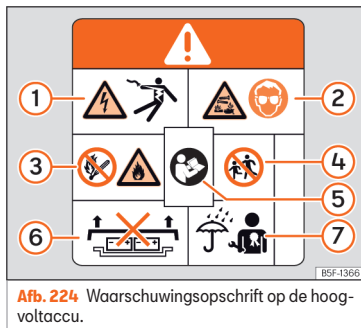 1
2
3
4
5
6
7
B5F-1366
Afb. 224 Waarschuwingsopschrift op de hoog-
voltaccu.